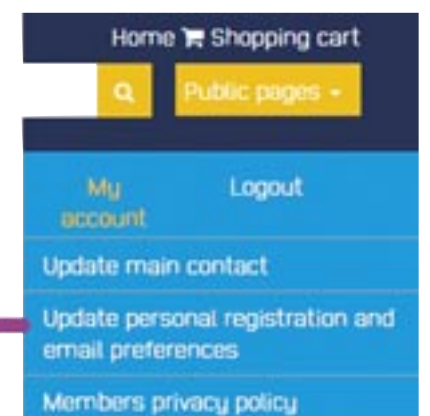 Home Shopping cart
Public pages
My Logout
account
Update main contact
Update personal registration and
email preferences
Members privacy policy